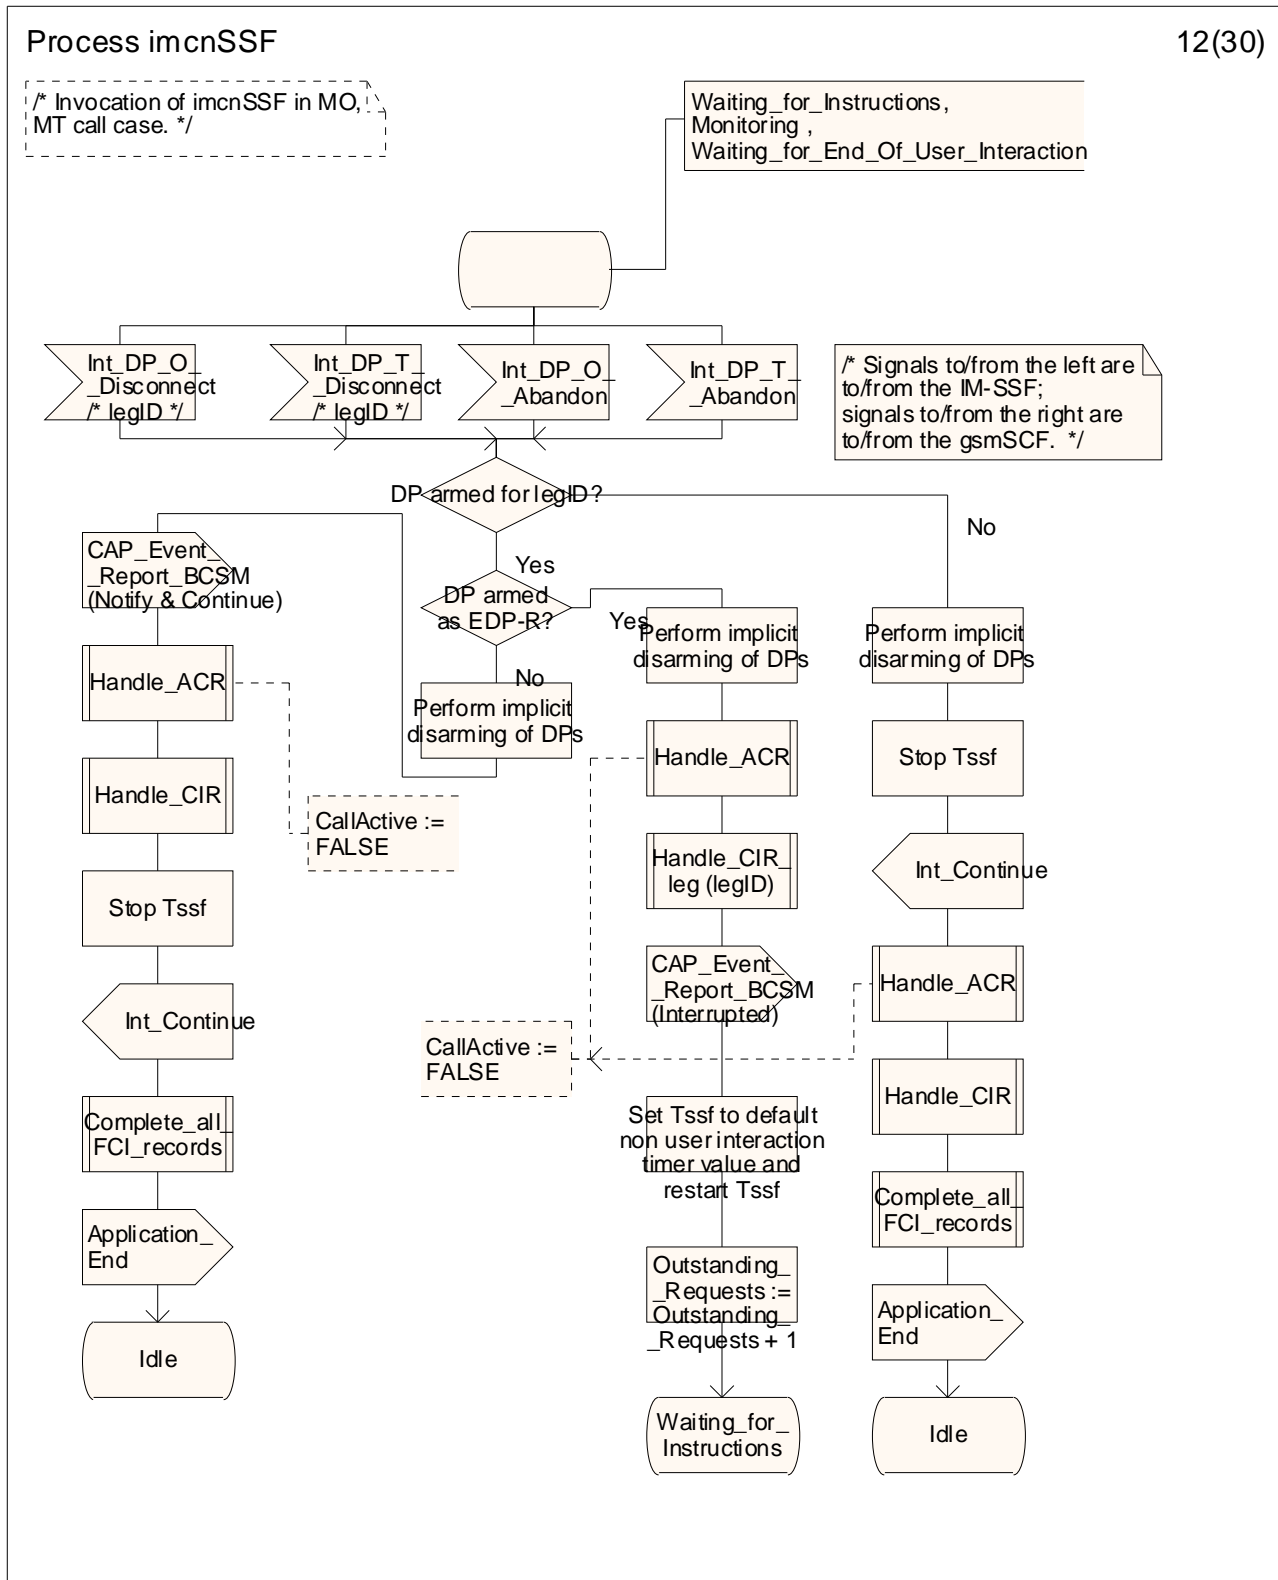 Process imcnSSF
12(30)
/* Invocation of imcnSSF in MO,
MT call case. */
Waiting_for_Instructions,
Monitoring ,
Waiting_for_End_Of_User_Interaction
Int_DP_O_
_Disconnect
/* legID */
Int_DP_T_
_Disconnect
/* legID */
Int_DP_O_
_Abandon
Int_DP_T_
_Abandon
/* Signals to/from the left are
to/from the IM-SSF;
signals to/from the right are
to/from the gsmSCF.  */
DP armed for legID?
No
Yes
CAP_Event_
_Report_BCSM
(Notify & Continue)
DP armed
as EDP-R?
Yes
No
Perform implicit
disarming of DPs
Perform implicit
disarming of DPs
Perform implicit
disarming of DPs
Handle_ACR
Handle_CIR
CallActive :=
FALSE
Stop Tssf
Int_Continue
Complete_all_
FCI_records
Application_
End
Idle
Handle_ACR
Handle_CIR_
leg (legID)
CAP_Event_
_Report_BCSM
(Interrupted)
CallActive :=
FALSE
Set Tssf to default
non user interaction
timer value and
restart Tssf
Outstanding_
_Requests :=
Outstanding_
_Requests + 1
Waiting_for_
Instructions
Stop Tssf
Int_Continue
Handle_ACR
Handle_CIR
Complete_all_
FCI_records
Application_
End
Idle